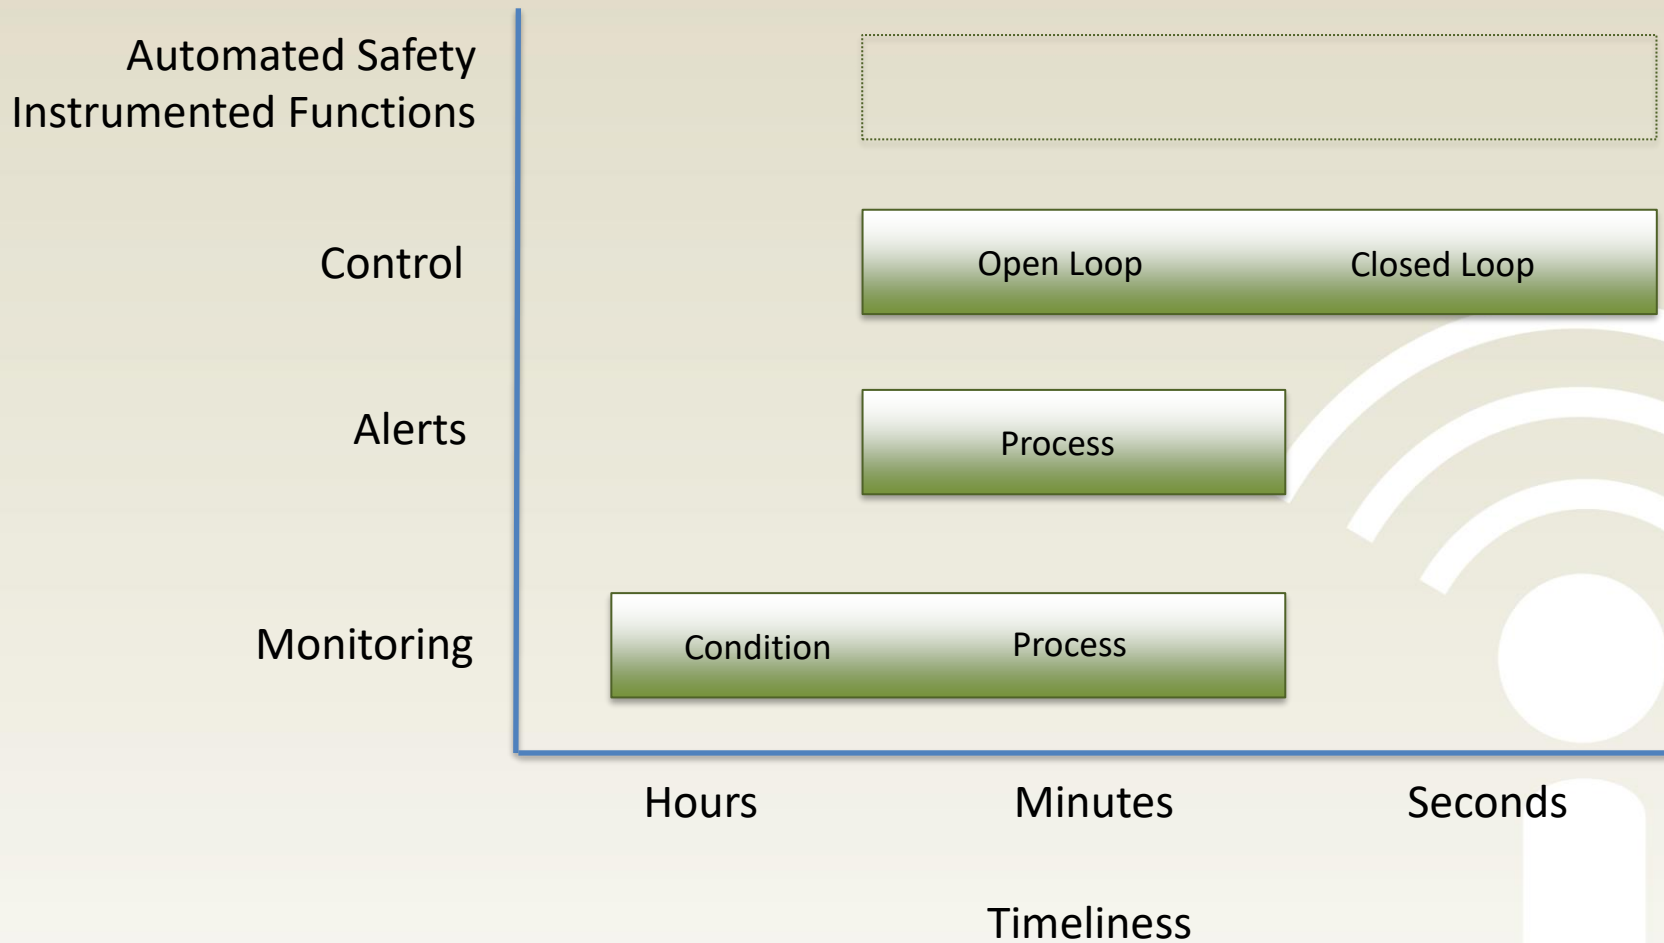 Automated Safety
Instrumented Functions
Control
Open Loop
Closed Loop
Alerts
Process
Monitoring
Condition
Process
Hours
Minutes
Seconds
Timeliness